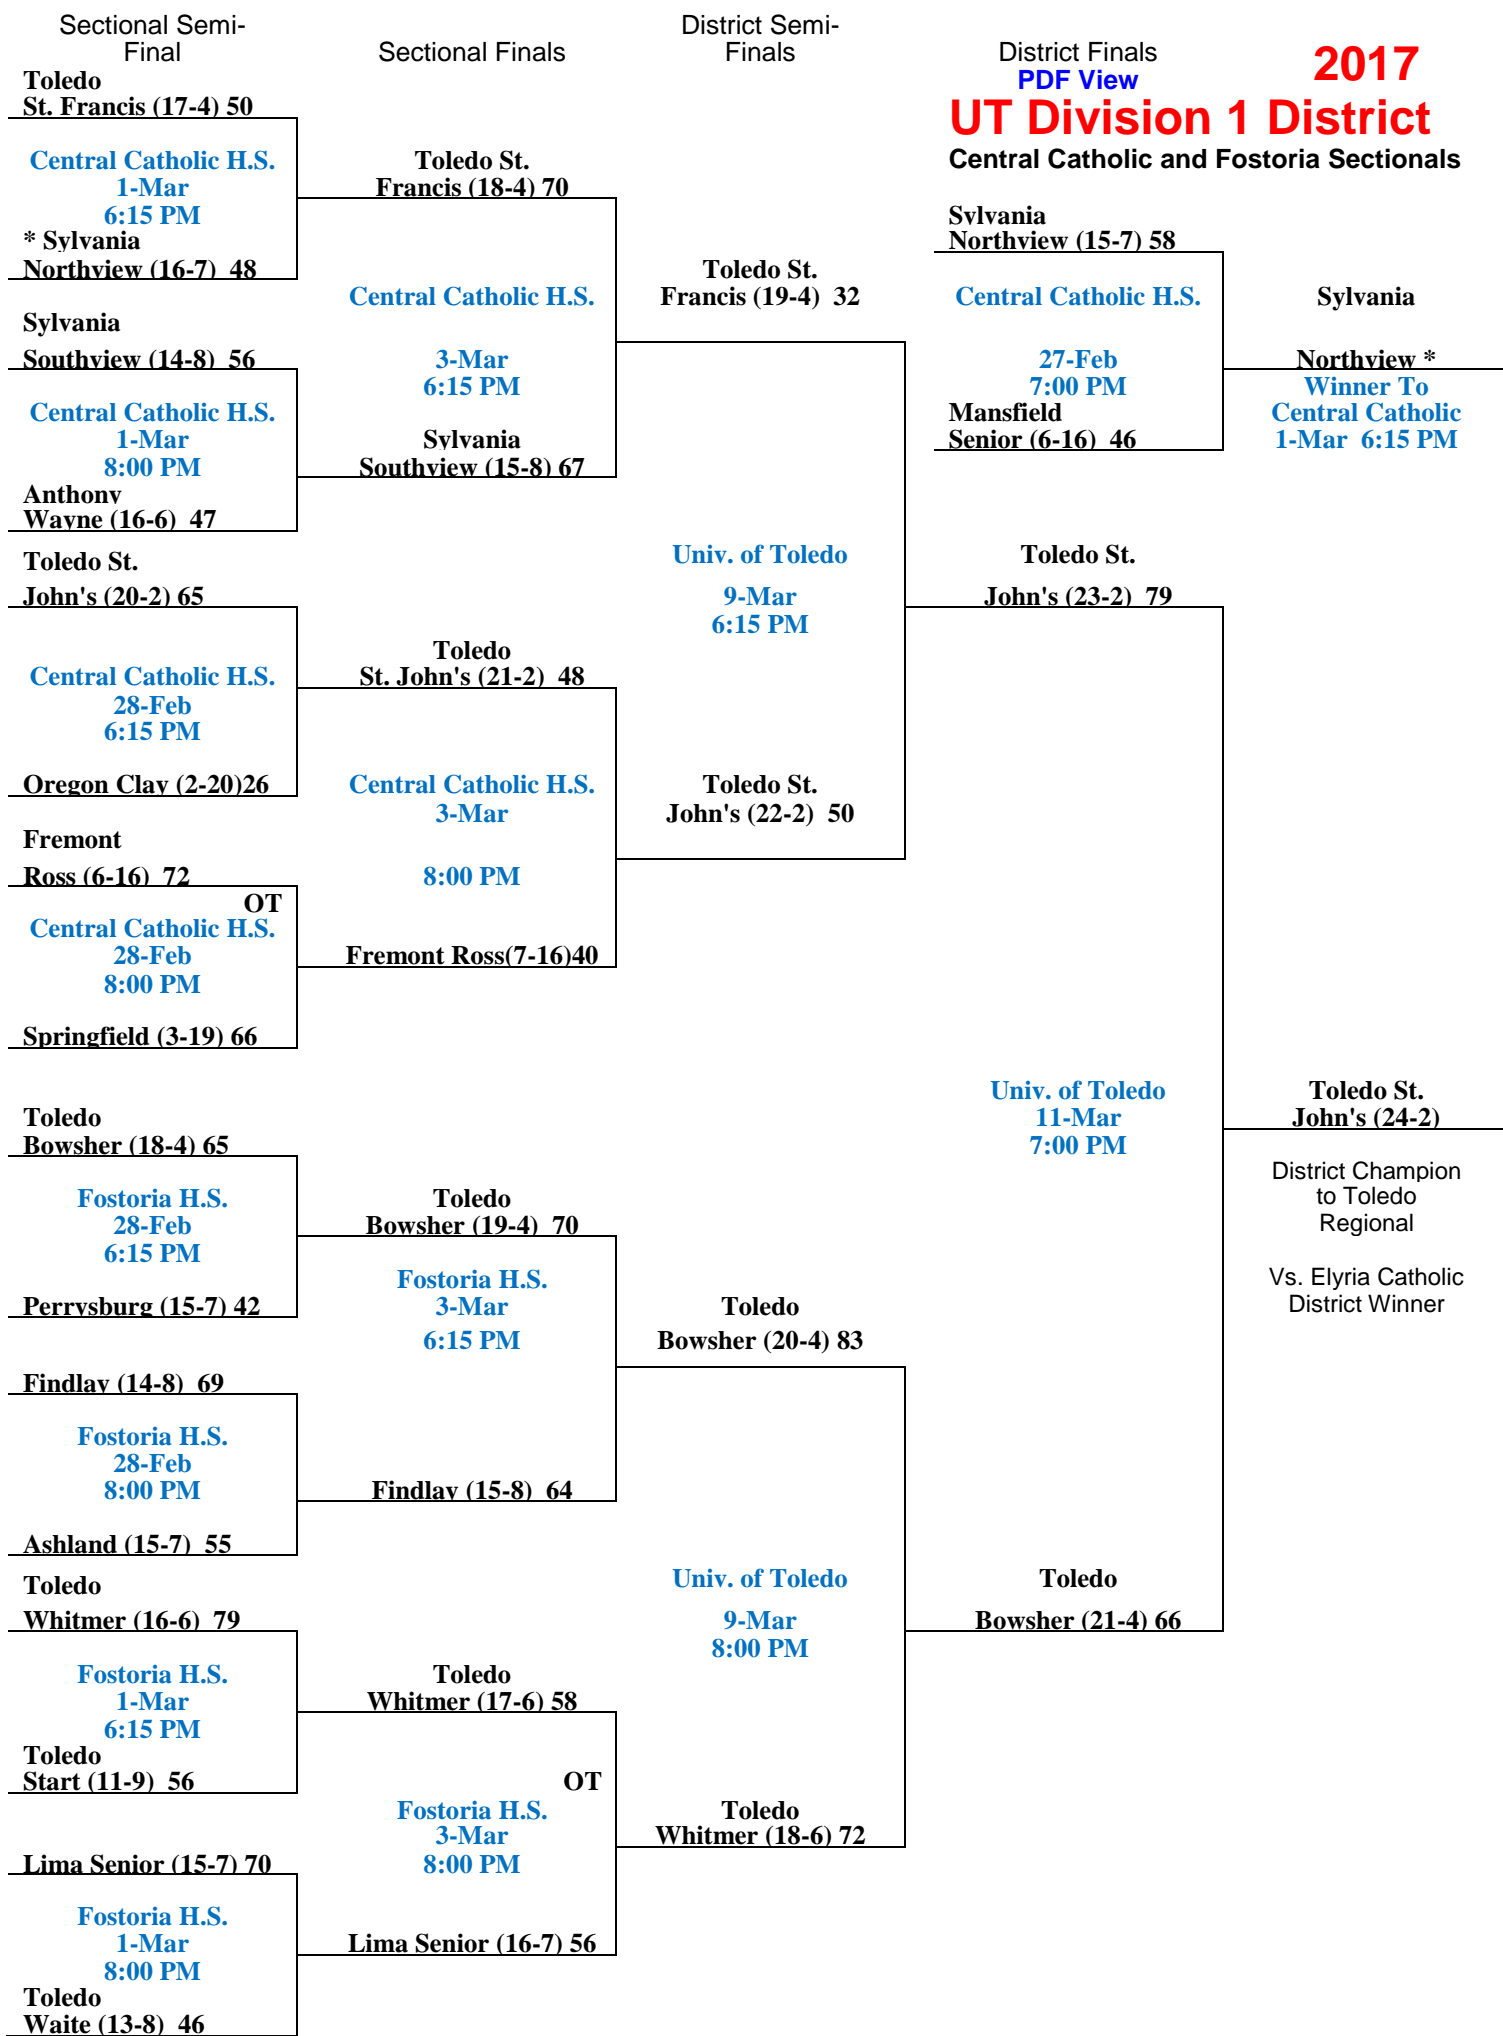 Sectional Semi-
Final
Sectional Finals
District Semi-
Finals
District Finals
PDF View
2017
UT Division 1 District
Central Catholic and Fostoria Sectionals
Toledo
St. Francis (17-4) 50
Central Catholic H.S.
1-Mar
6:15 PM
* Sylvania
Northview (16-7) 48
Sylvania
Southview (14-8) 56
Central Catholic H.S.
1-Mar
8:00 PM
Anthony
Wayne (16-6) 47
Toledo St.
John's (20-2) 65
Central Catholic H.S.
28-Feb
6:15 PM
Oregon Clay (2-20)26
Fremont
Ross (6-16) 72
OT
Central Catholic H.S.
28-Feb
8:00 PM
Springfield (3-19) 66
Toledo
Bowsher (18-4) 65
Fostoria H.S.
28-Feb
6:15 PM
Perrysburg (15-7) 42
Findlay (14-8) 69
Fostoria H.S.
28-Feb
8:00 PM
Ashland (15-7) 55
Toledo
Whitmer (16-6) 79
Fostoria H.S.
1-Mar
6:15 PM
Toledo
Start (11-9) 56
Lima Senior (15-7) 70
Fostoria H.S.
1-Mar
8:00 PM
Toledo
Waite (13-8) 46
Toledo St.
Francis (18-4) 70
Central Catholic H.S.
3-Mar
6:15 PM
Sylvania
Southview (15-8) 67
Toledo
St. John's (21-2) 48
Central Catholic H.S.
3-Mar
8:00 PM
Fremont Ross(7-16)40
Toledo
Bowsher (19-4) 70
Fostoria H.S.
3-Mar
6:15 PM
Findlay (15-8) 64
Toledo
Whitmer (17-6) 58
OT
Fostoria H.S.
3-Mar
8:00 PM
Lima Senior (16-7) 56
Toledo St.
Francis (19-4) 32
Univ. of Toledo
9-Mar
6:15 PM
Toledo St.
John's (22-2) 50
Toledo
Bowsher (20-4) 83
Univ. of Toledo
9-Mar
8:00 PM
Toledo
Whitmer (18-6) 72
Sylvania
Northview (15-7) 58
Central Catholic H.S.
27-Feb
7:00 PM
Mansfield
Senior (6-16) 46
Sylvania
Northview *
Winner To
Central Catholic
1-Mar 6:15 PM
Toledo St.
John's (23-2) 79
Univ. of Toledo
11-Mar
7:00 PM
Toledo
Bowsher (21-4) 66
Toledo St.
John's (24-2)
District Champion
to Toledo
Regional
Vs. Elyria Catholic
District Winner